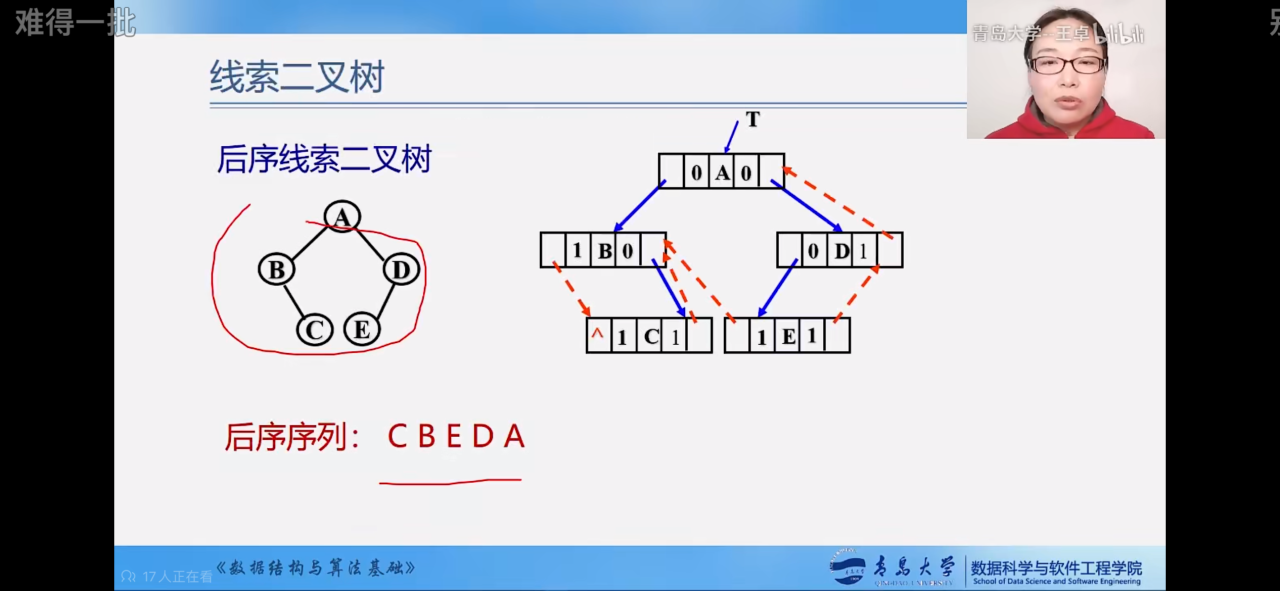 难得一批
青岛大学-王卓 bilibili
线索二叉树
后序线索二叉树
T
0 A 0
1 B 0
0 D 1
^ 1 C 1
1 E 1
A
B D
C E
后序序列： C B E D A
17人正在看
《数据结构与算法基础》
青岛大学
QINGDAO UNIVERSITY
数据科学与软件工程学院
School of Data Science and Software Engineering